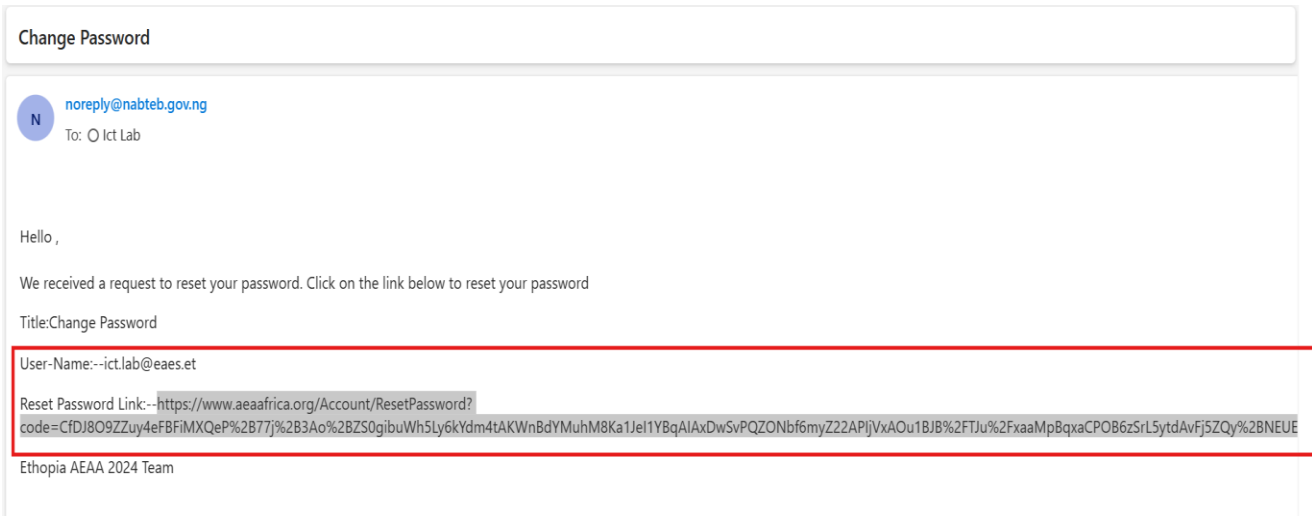 Change Password
N
noreply@nabteb.gov.ng
To: Ict Lab
Hello ,
We received a request to reset your password. Click on the link below to reset your password
Title:Change Password
User-Name:--ict.lab@eaes.et
Reset Password Link:--https://www.aeaafrica.org/Account/ResetPassword?
code=CfDJ8O9ZZuy4eFBFiMXQeP%2B77j%2B3Ao%2BZS0gibuWh5Ly6kYdm4tAKWnBdYMuhM8Ka1JeI1YBqAIAxDwSvPQZONbf6myZ22APIjVxAOu1BJB%2FTJu%2FxaaMpBqxaCPOB6zSrL5ytdAvFj5ZQy%2BNEUE
Ethopia AEAA 2024 Team